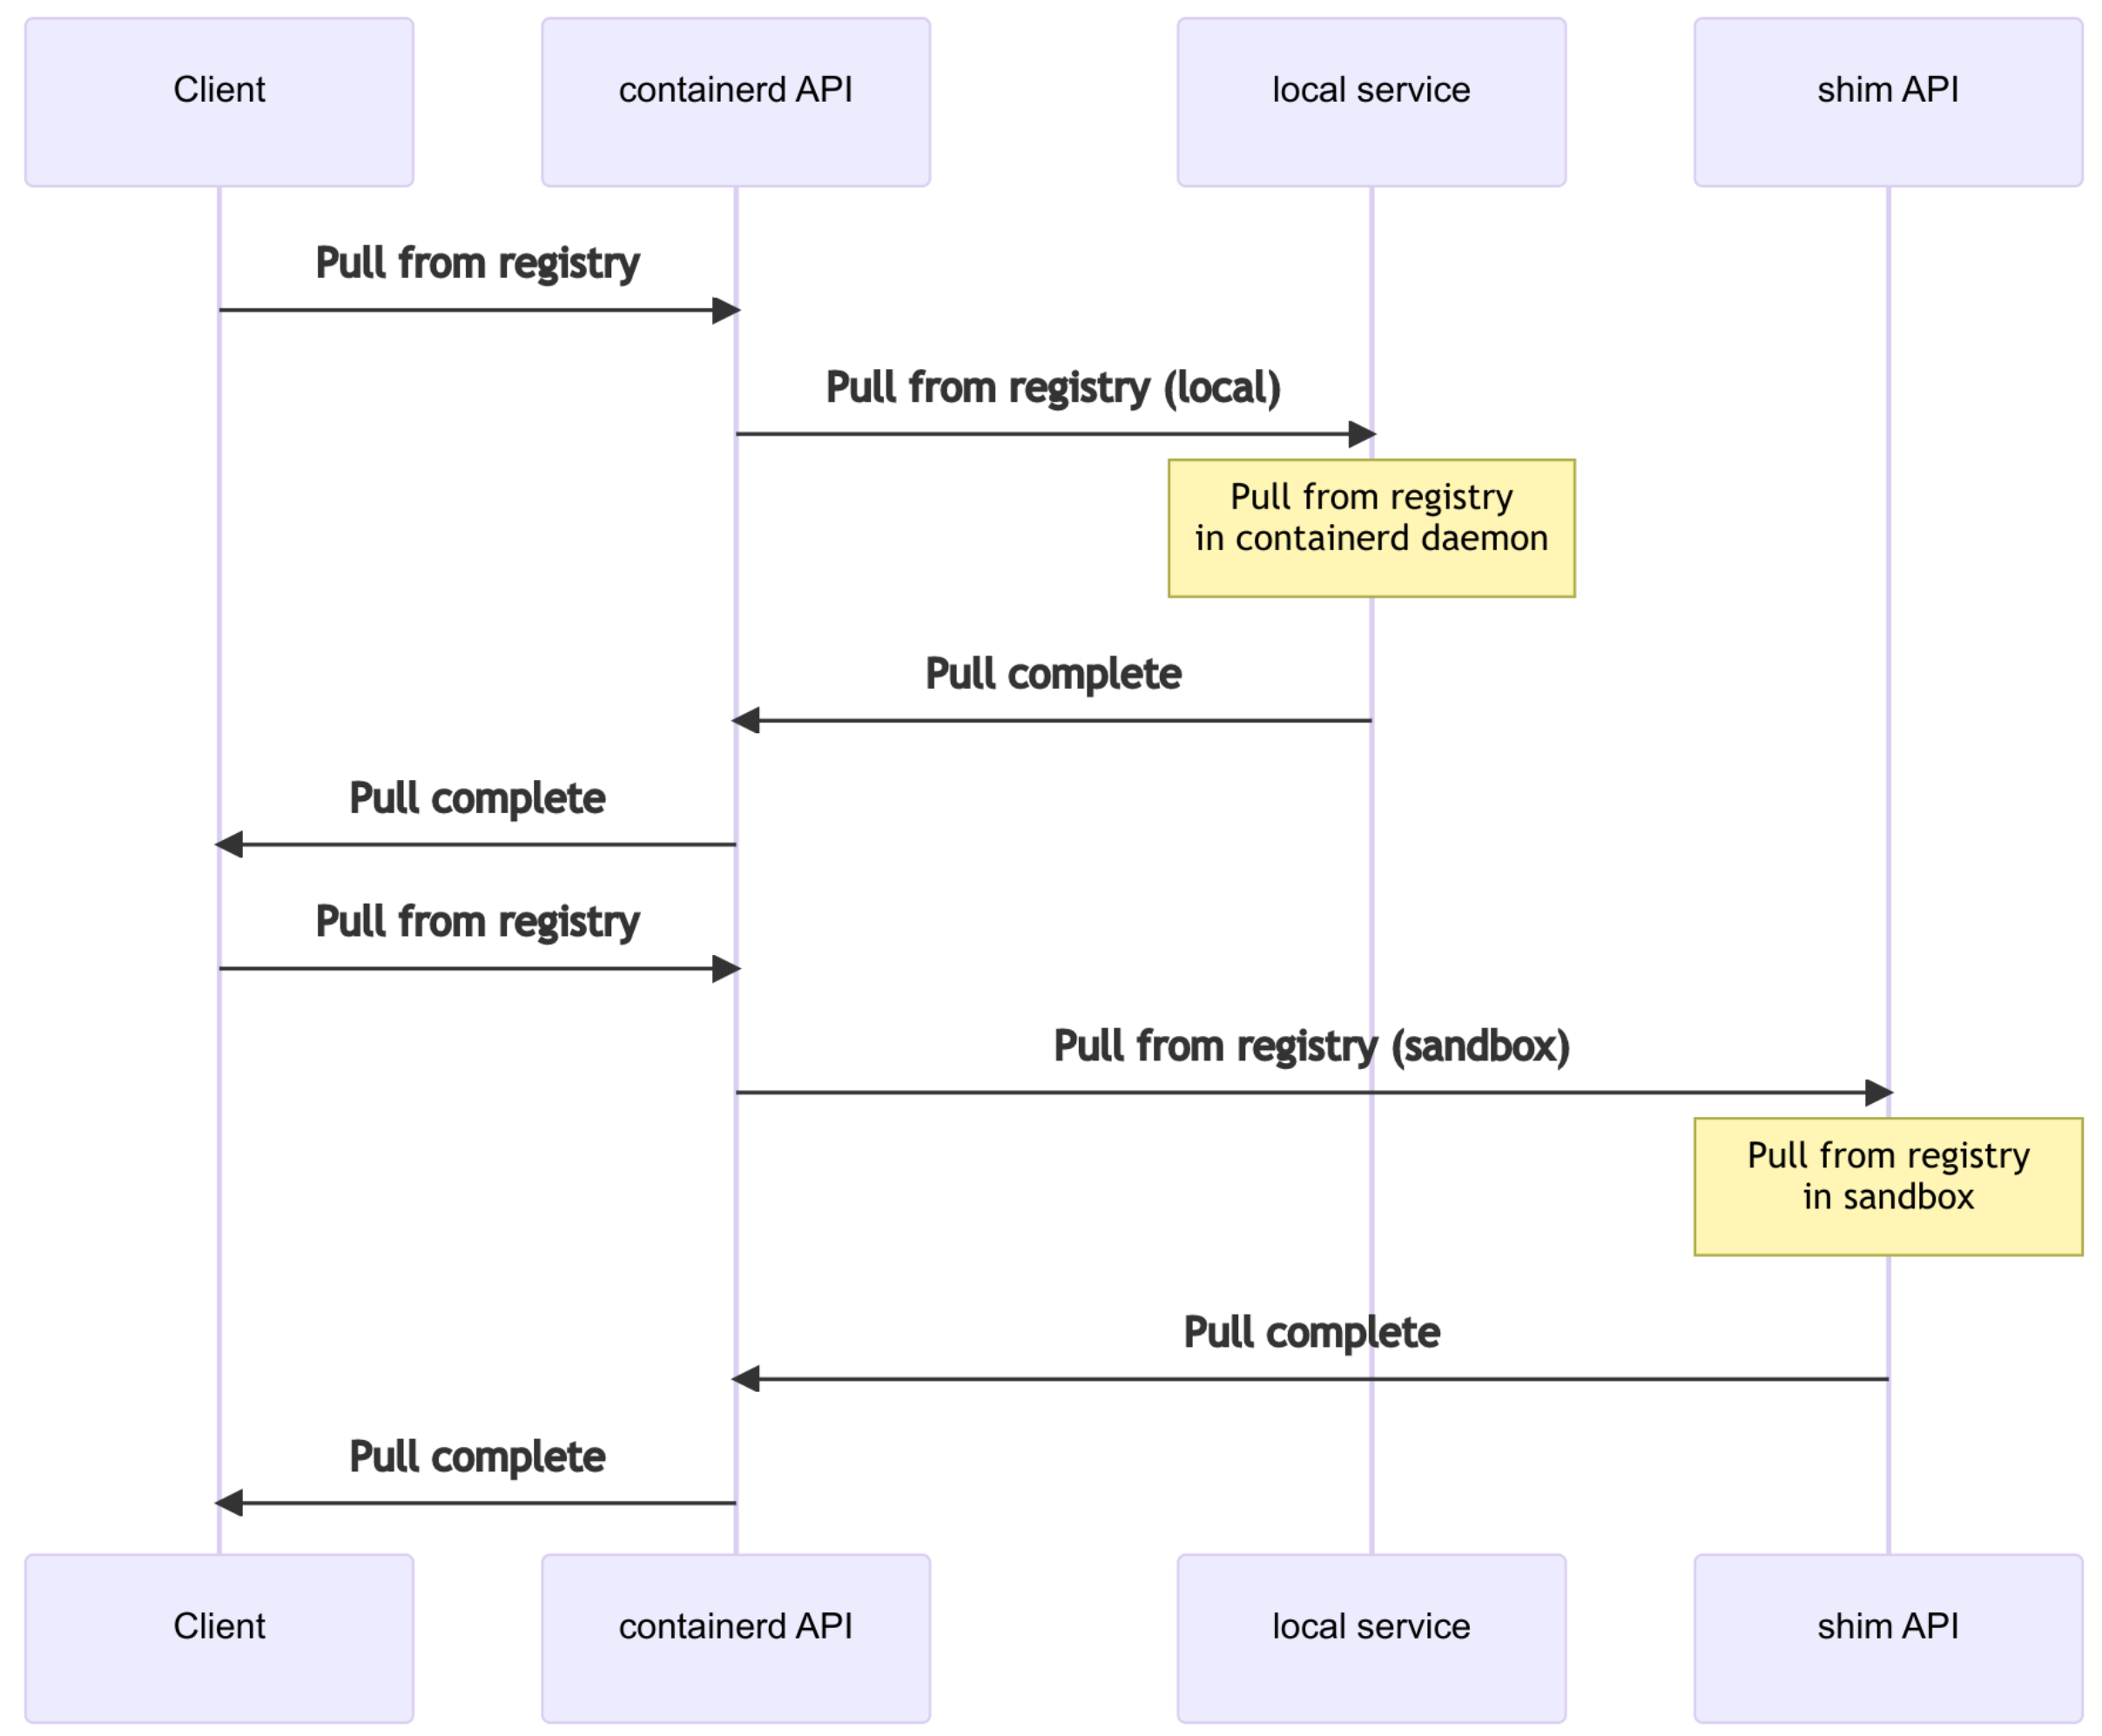 Client
containerd API
local service
shim API
Pull from registry
Pull from registry (local)
Pull from registry
in containerd daemon
Pull complete
Pull complete
Pull from registry
Pull from registry (sandbox)
Pull from registry
in sandbox
Pull complete
Pull complete
Client
containerd API
local service
shim API